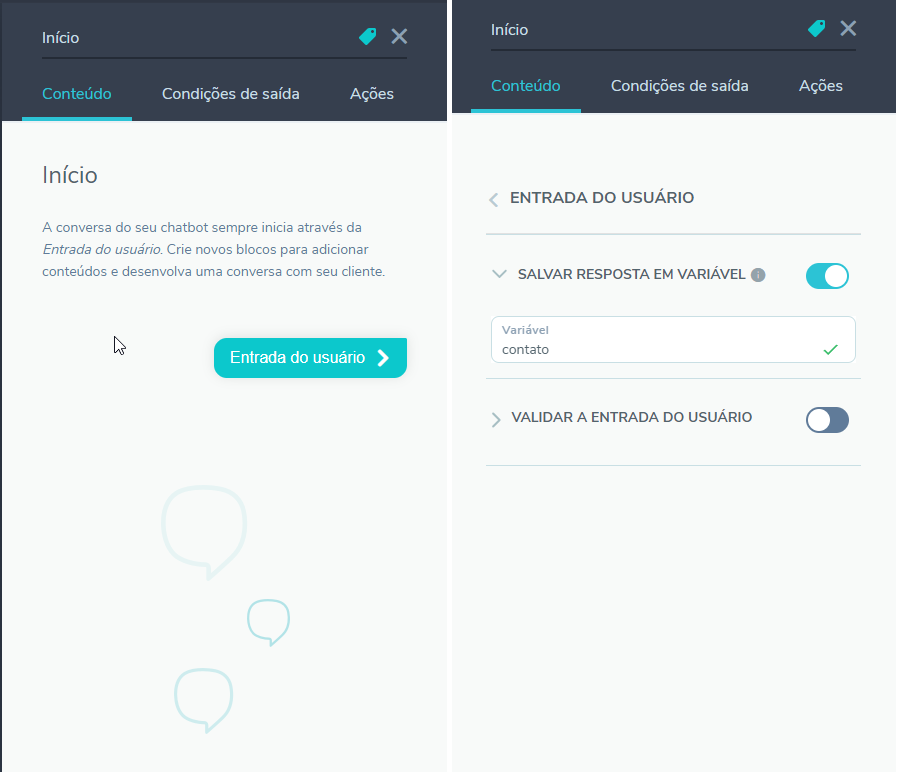 Início
Conteúdo Condições de saída Ações
Início
A conversa do seu chatbot sempre inicia através da
Entrada do usuário. Crie novos blocos para adicionar
conteúdos e desenvolva uma conversa com seu cliente.
Entrada do usuário
Início
Conteúdo Condições de saída Ações
ENTRADA DO USUÁRIO
SALVAR RESPOSTA EM VARIÁVEL i
Variável
contato
VALIDAR A ENTRADA DO USUÁRIO